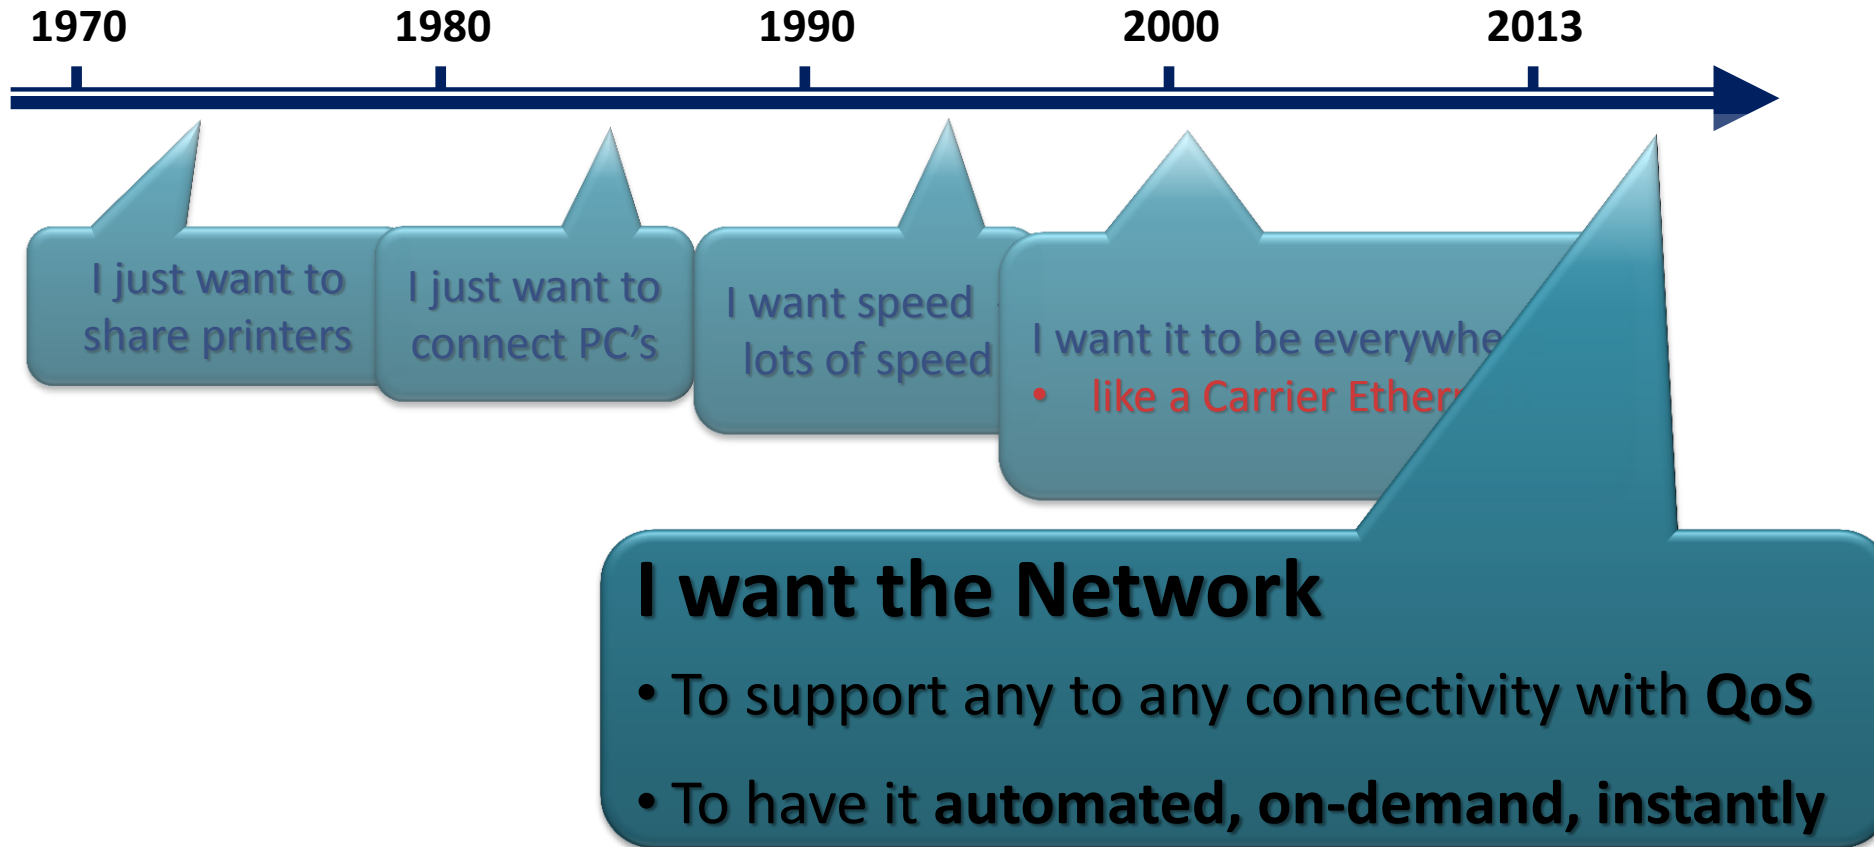 1970 1980 1990 2000 2013
I just want to
share printers
I just want to
connect PC's
I want speed
lots of speed
I want it to be
• like a Carrier
I want the Network
• To support any to any connectivity with QoS
• To have it automated, on-demand, instantly